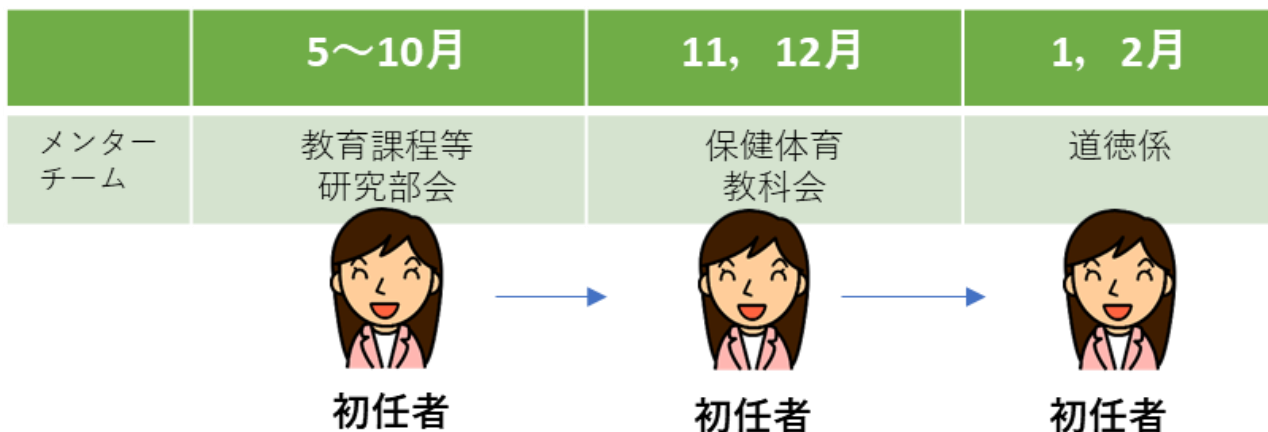 5～10月
11， 12月
1， 2月
メンター
チーム
教育課程等
研究部会
保健体育
教科会
道徳係
初任者
初任者
初任者